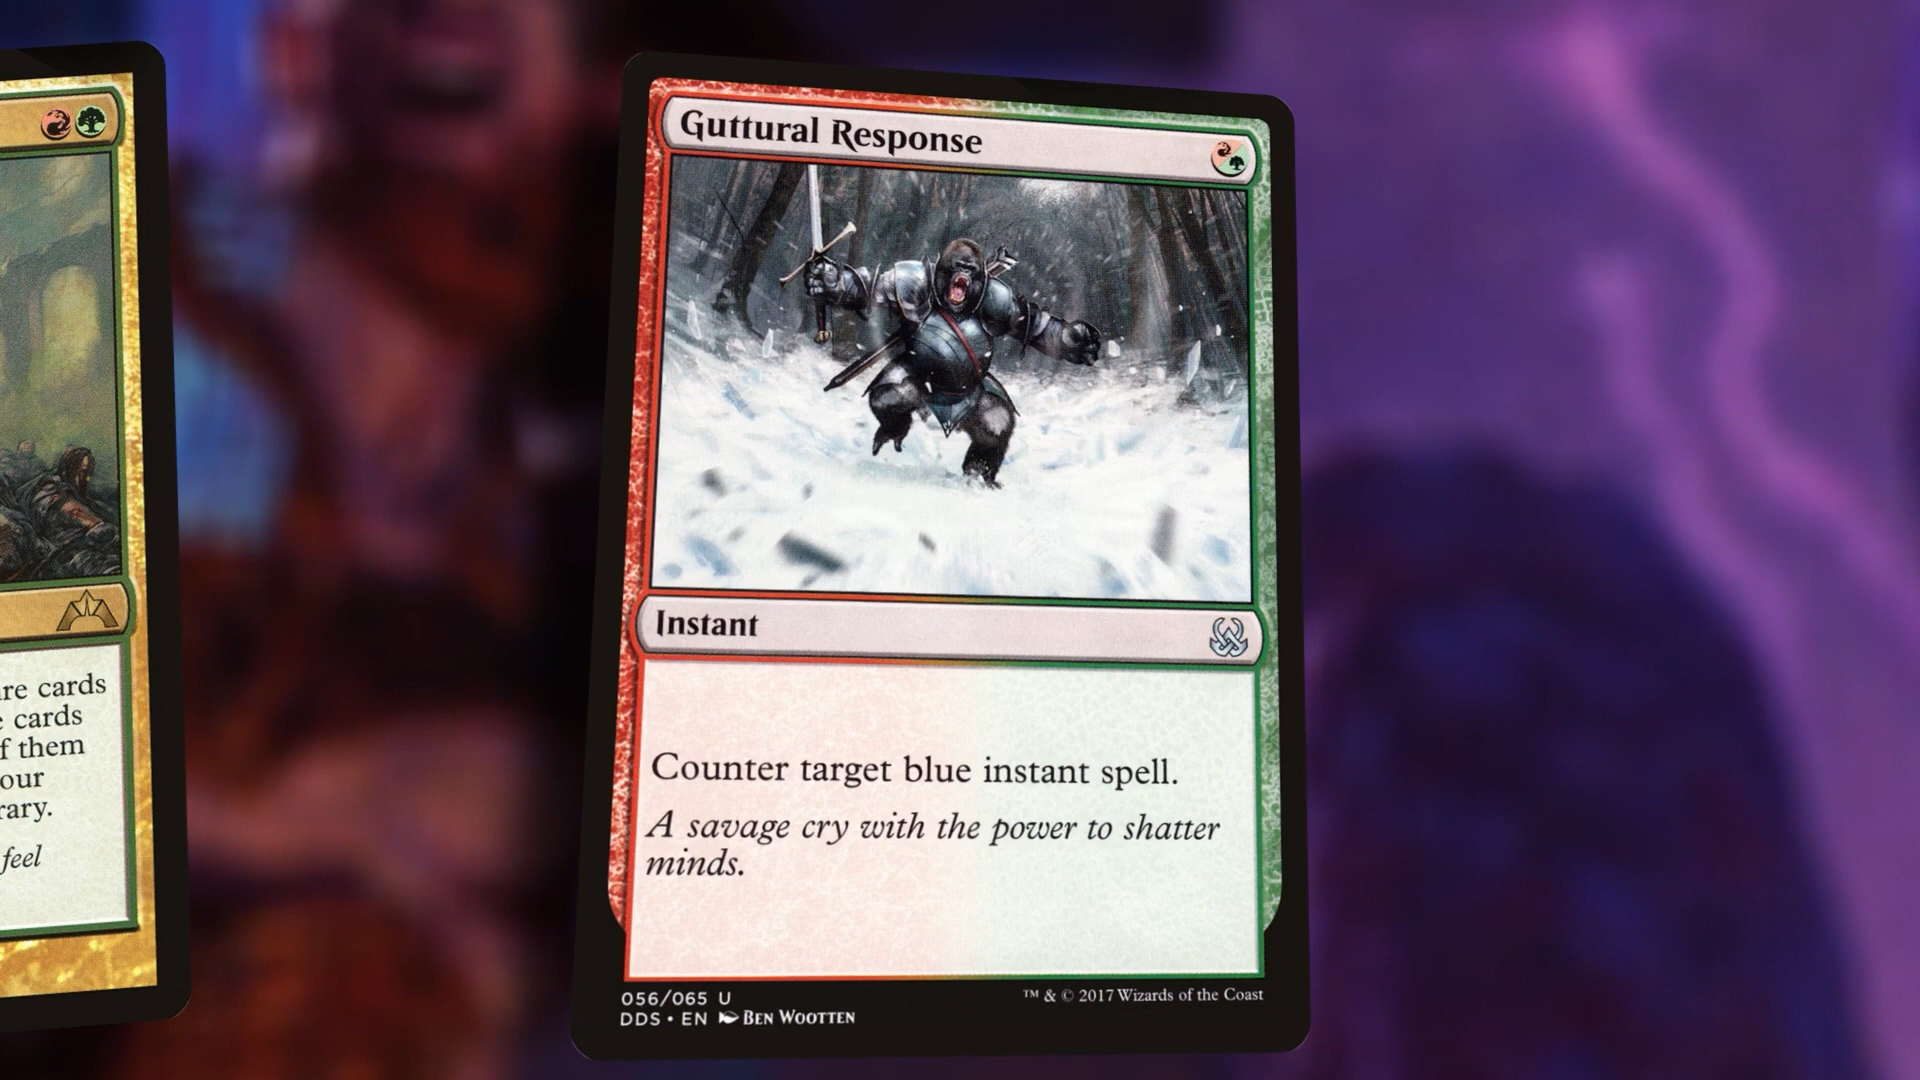 re cards
cards
f them
our
rary.
feel
Guttural Response
Instant
Counter target blue instant spell.
A savage cry with the power to shatter
minds.
056/065 U
DDS • EN Ben Wootten
™ & © 2017 Wizards of the Coast